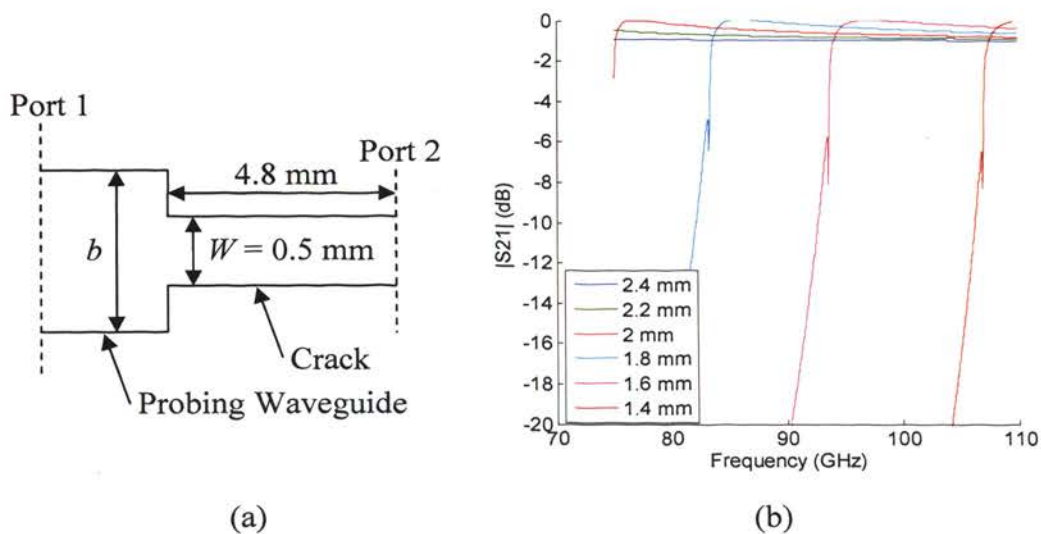 Port 1
Port 2
4.8 mm
b
W = 0.5 mm
Crack
Probing Waveguide
(a)
|S21| (dB)
0
-2
-4
-6
-8
-10
-12
-14
-16
-18
-20
2.4 mm
2.2 mm
2 mm
1.8 mm
1.6 mm
1.4 mm
70
80
90
100
110
Frequency (GHz)
(b)